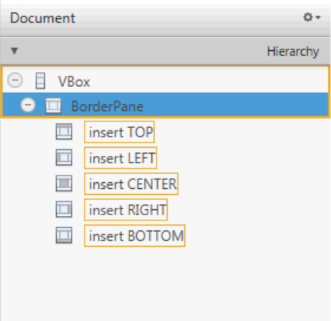 Document
Hierarchy
VBox
BorderPane
insert TOP
insert LEFT
insert CENTER
insert RIGHT
insert BOTTOM